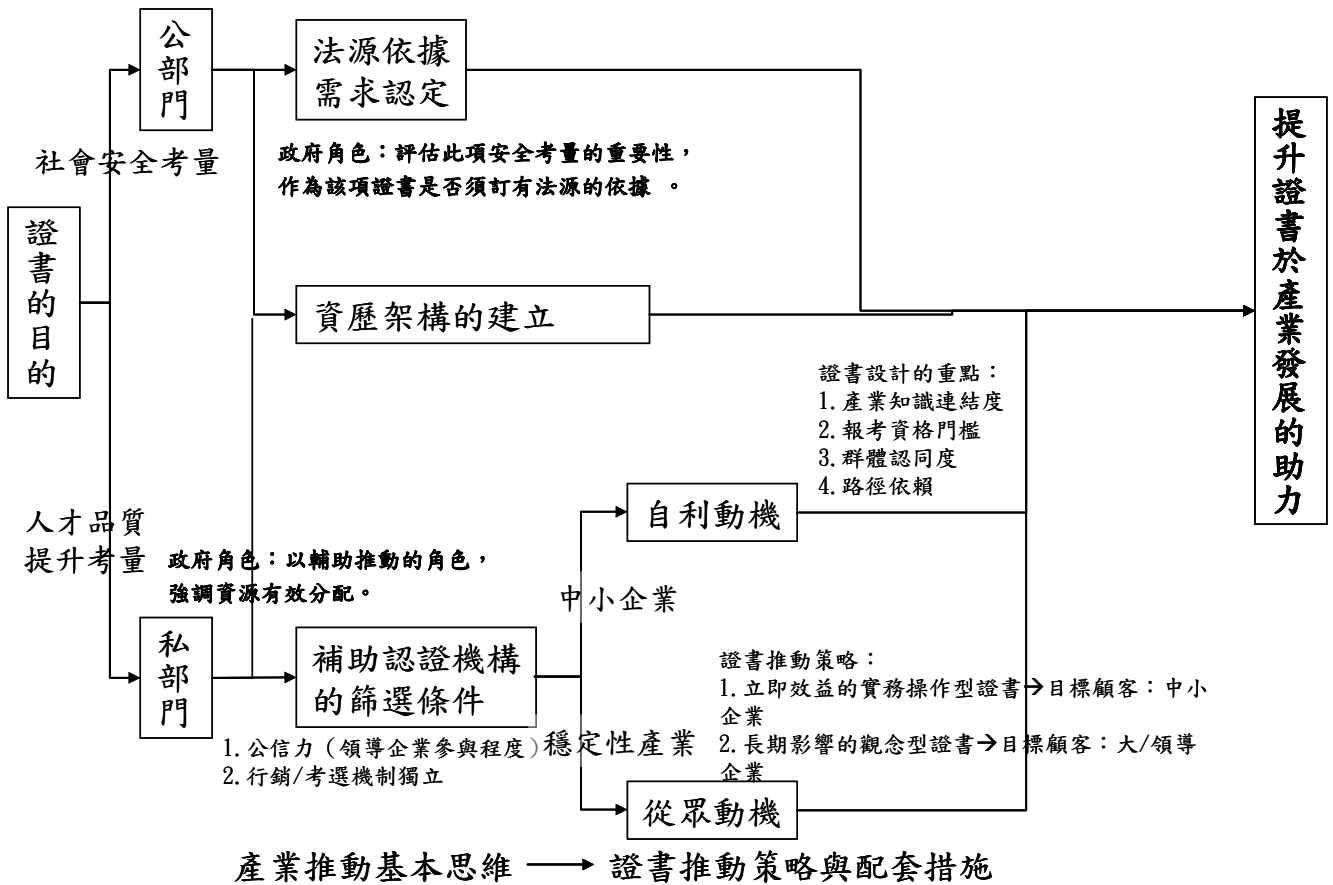 公部門
法源依據
需求認定
社會安全考量
政府角色：評估此項安全考量的重要性，
作為該項證書是否須訂有法源的依據 。
證書的目的
資歷架構的建立
提升證書於產業發展的助力
證書設計的重點：
1.產業知識連結度
2.報考資格門檻
3.群體認同度
4.路徑依賴
自利動機
人才品質
提升考量
政府角色：以輔助推動的角色，
強調資源有效分配。
中小企業
私部門
補助認證機構
的篩選條件
1.公信力（領導企業參與程度）
2.行銷/考選機制獨立
穩定性產業
證書推動策略：
1.立即效益的實務操作型證書→目標顧客：中小
企業
2.長期影響的觀念型證書→目標顧客：大/領導
企業
從眾動機
產業推動基本思維 → 證書推動策略與配套措施